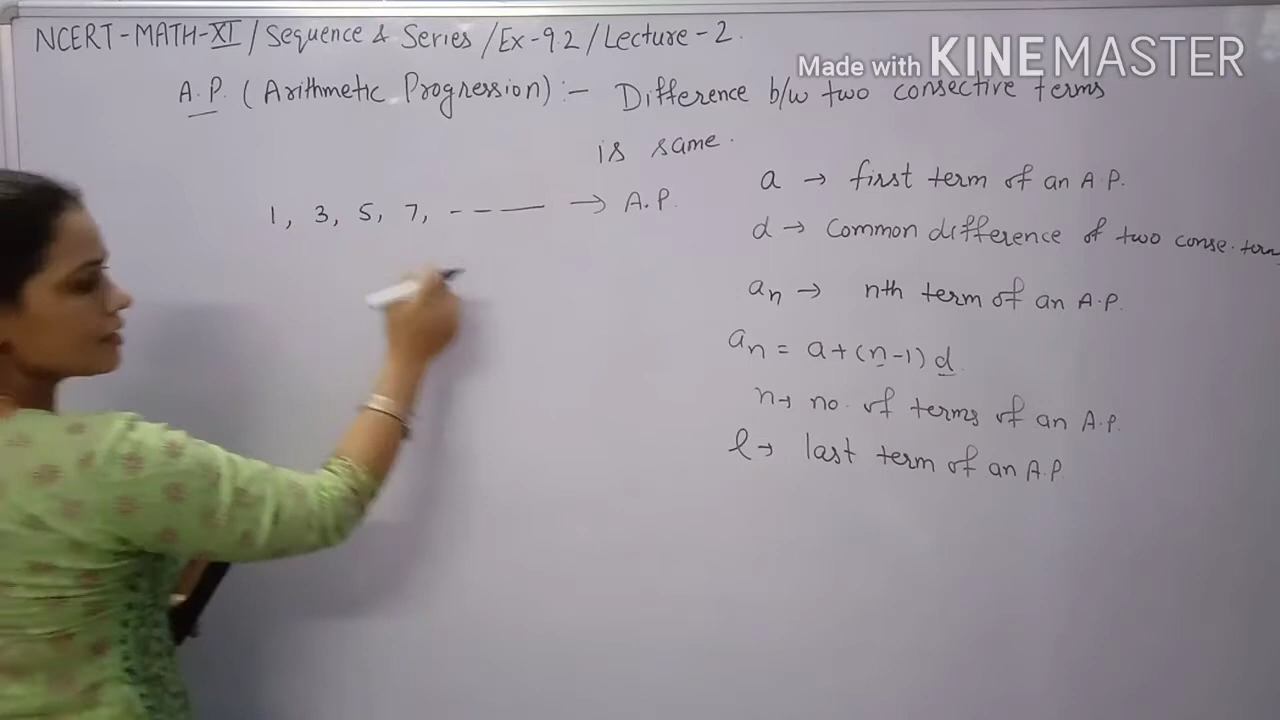 NCERT-MATH-XI / Sequence & Series / Ex-9.2 / Lecture-2.
Made with KINEMASTER
A.P. (Arithmetic Progression) :- Difference b/w two consective terms
is same.
1, 3, 5, 7, ----- → A.P.
a → first term of an A.P.
d → Common difference of two conse. term
an → nth term of an A.P.
an = a+(n-1) d
n→ no. of terms of an A.P.
l→ last term of an A.P